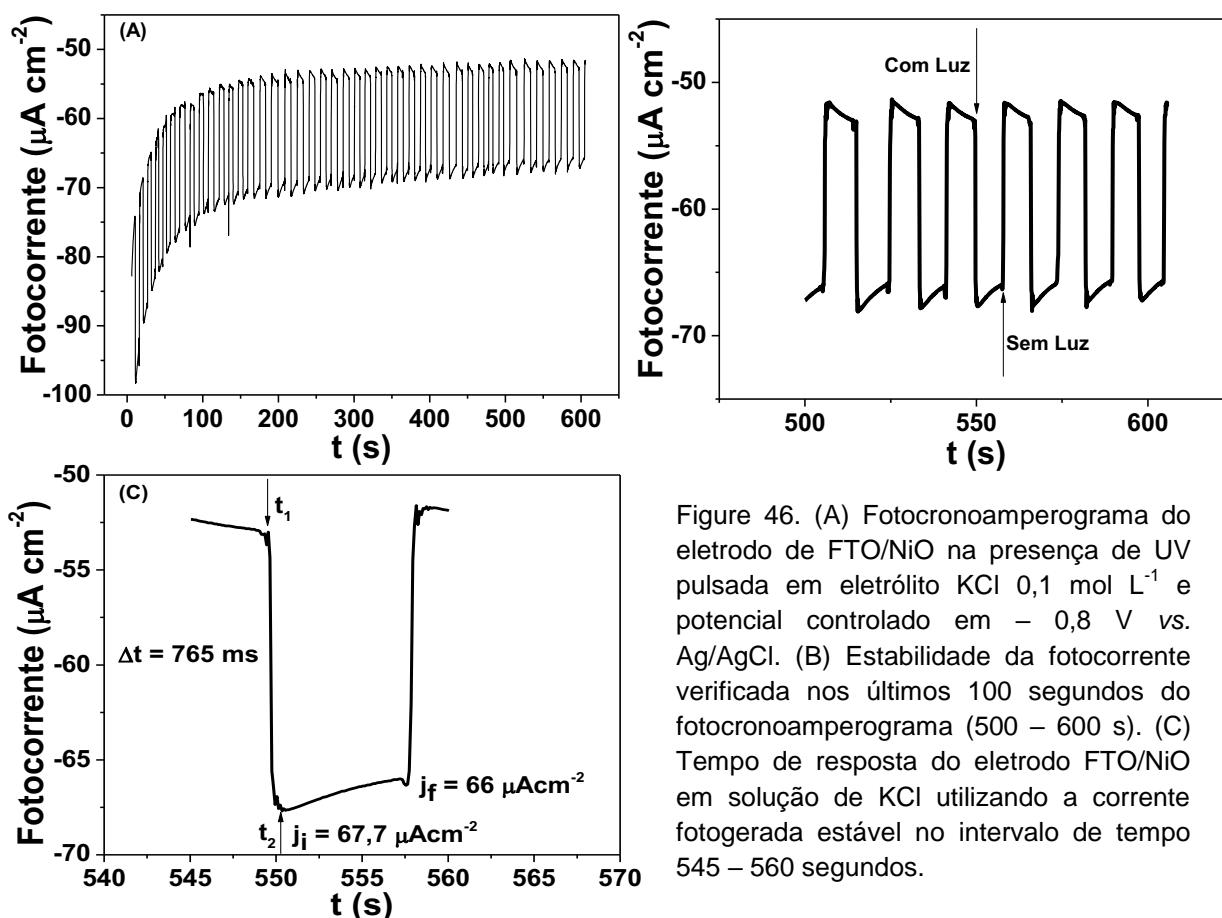 (A)
Fotocorrente (μA cm-2)
-50
-60
-70
-80
-90
-100
0 100 200 300 400 500 600
t (s)
Fotocorrente (μA cm-2)
-50
-60
-70
Com Luz
Sem Luz
500 550 600
t (s)
(C)
Fotocorrente (μA cm-2)
-50
-55
-60
-65
-70
t1
Δt = 765 ms
jf = 66 μAcm-2
t2 ji = 67,7 μAcm-2
540 545 550 555 560 565 570
t (s)
Figure 46. (A) Fotocronoamperograma do
eletrodo de FTO/NiO na presença de UV
pulsada em eletrólito KCl 0,1 mol L-1 e
potencial controlado em – 0,8 V vs.
Ag/AgCl. (B) Estabilidade da fotocorrente
verificada nos últimos 100 segundos do
fotocronoamperograma (500 – 600 s). (C)
Tempo de resposta do eletrodo FTO/NiO
em solução de KCl utilizando a corrente
fotogerada estável no intervalo de tempo
545 – 560 segundos.